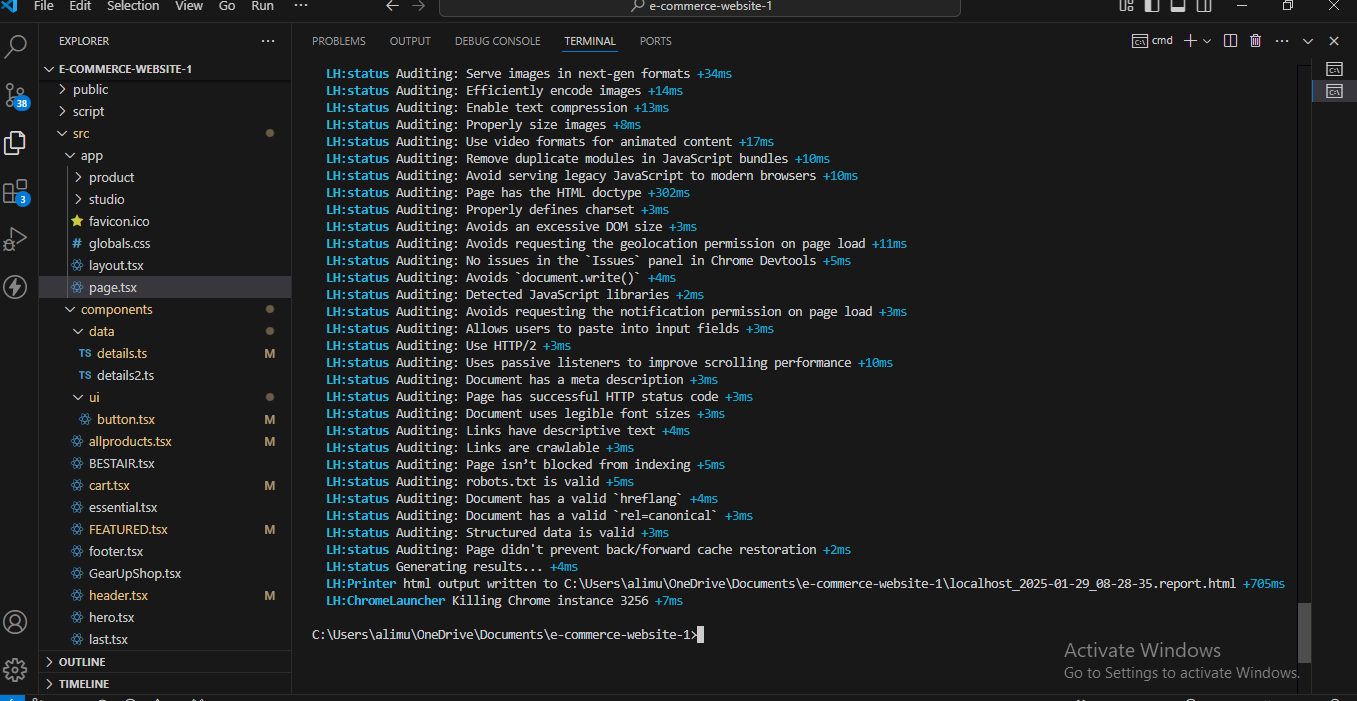 File Edit Selection View Go Run ···
e-commerce-website-1
EXPLORER ···
E-COMMERCE-WEBSITE-1
public
script
src
app
product
studio
favicon.ico
# globals.css
layout.tsx
page.tsx
components
data
TS details.ts M
TS details2.ts
ui
button.tsx M
allproducts.tsx M
BESTAIR.tsx
cart.tsx M
essential.tsx
FEATURED.tsx M
footer.tsx
GearUpShop.tsx
header.tsx M
hero.tsx
last.tsx
OUTLINE
TIMELINE
38
3
PROBLEMS OUTPUT DEBUG CONSOLE TERMINAL PORTS
cmd
LH:status Auditing: Serve images in next-gen formats +34ms
LH:status Auditing: Efficiently encode images +14ms
LH:status Auditing: Enable text compression +13ms
LH:status Auditing: Properly size images +8ms
LH:status Auditing: Use video formats for animated content +17ms
LH:status Auditing: Remove duplicate modules in JavaScript bundles +10ms
LH:status Auditing: Avoid serving legacy JavaScript to modern browsers +10ms
LH:status Auditing: Page has the HTML doctype +302ms
LH:status Auditing: Properly defines charset +3ms
LH:status Auditing: Avoids an excessive DOM size +3ms
LH:status Auditing: Avoids requesting the geolocation permission on page load +11ms
LH:status Auditing: No issues in the `Issues` panel in Chrome Devtools +5ms
LH:status Auditing: Avoids `document.write()` +4ms
LH:status Auditing: Detected JavaScript libraries +2ms
LH:status Auditing: Avoids requesting the notification permission on page load +3ms
LH:status Auditing: Allows users to paste into input fields +3ms
LH:status Auditing: Use HTTP/2 +3ms
LH:status Auditing: Uses passive listeners to improve scrolling performance +10ms
LH:status Auditing: Document has a meta description +3ms
LH:status Auditing: Page has successful HTTP status code +3ms
LH:status Auditing: Document uses legible font sizes +3ms
LH:status Auditing: Links have descriptive text +4ms
LH:status Auditing: Links are crawlable +3ms
LH:status Auditing: Page isn’t blocked from indexing +5ms
LH:status Auditing: robots.txt is valid +5ms
LH:status Auditing: Document has a valid `hreflang` +4ms
LH:status Auditing: Document has a valid `rel=canonical` +3ms
LH:status Auditing: Structured data is valid +3ms
LH:status Auditing: Page didn't prevent back/forward cache restoration +2ms
LH:status Generating results... +4ms
LH:Printer html output written to C:\Users\alimu\OneDrive\Documents\e-commerce-website-1\localhost_2025-01-29_08-28-35.report.html +705ms
LH:ChromeLauncher Killing Chrome instance 3256 +7ms
C:\Users\alimu\OneDrive\Documents\e-commerce-website-1>
Activate Windows
Go to Settings to activate Windows.